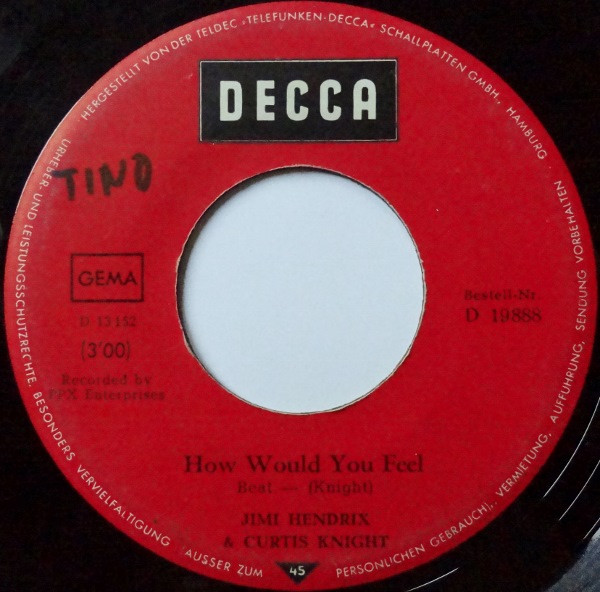 HERGESTELLT VON DER TELDEC »TELEFUNKEN-DECCA« SCHALLPLATTEN GMBH., HAMBURG
DECCA
TINO
GEMA
D 13 152
(3'00)
Recorded by
PPX Enterprises
Bestell-Nr.
D 19888
How Would You Feel
Beat — (Knight)
JIMI HENDRIX
& CURTIS KNIGHT
45
URHEBER- UND LEISTUNGSSCHUTZRECHTE, BESONDERS VERVIELFÄLTIGUNG (AUSSER ZUM PERSÖNLICHEN GEBRAUCH), VERMIETUNG, AUFFÜHRUNG, SENDUNG VORBEHALTEN